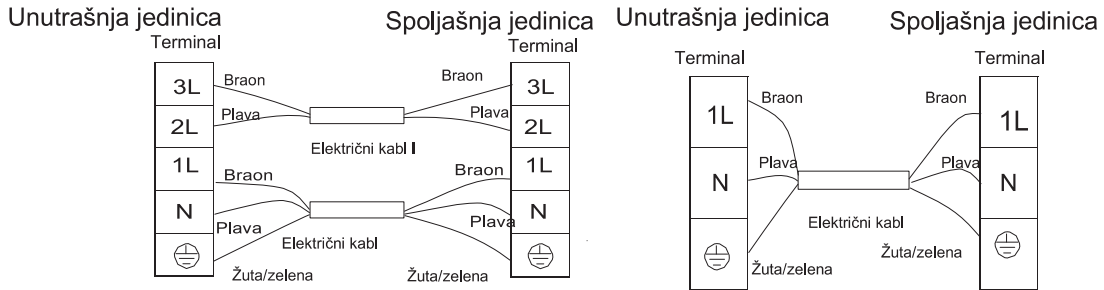 Unutrašnja jedinica
Spoljašnja jedinica
Terminal
Terminal
3L
Braon
Braon
3L
2L
Plava
Plava
2L
Električni kabl I
1L
Braon
Braon
1L
N
Plava
Plava
N
Električni kabl
Žuta/zelena
Žuta/zelena
Unutrašnja jedinica
Spoljašnja jedinica
Terminal
Terminal
1L
Braon
Braon
1L
N
Plava
Plava
N
Električni kabl
Žuta/zelena
Žuta/zelena